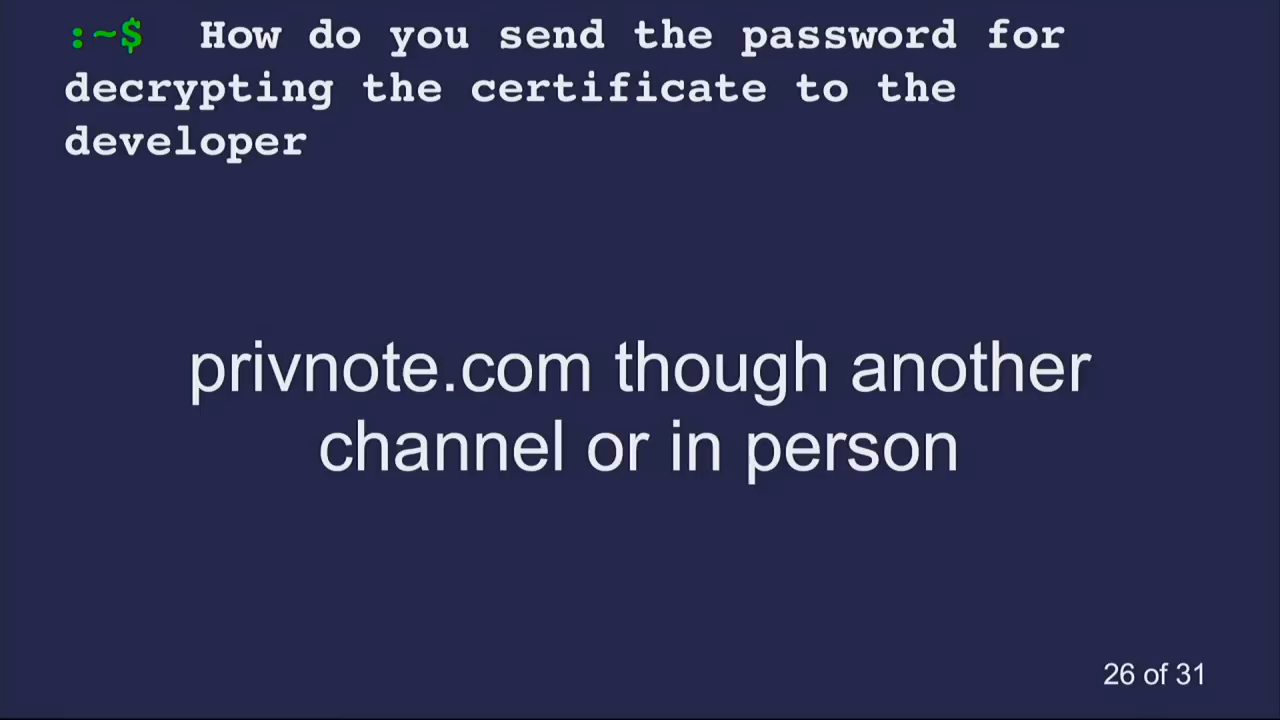 :~$ How do you send the password for
decrypting the certificate to the
developer
privnote.com though another
channel or in person
26 of 31